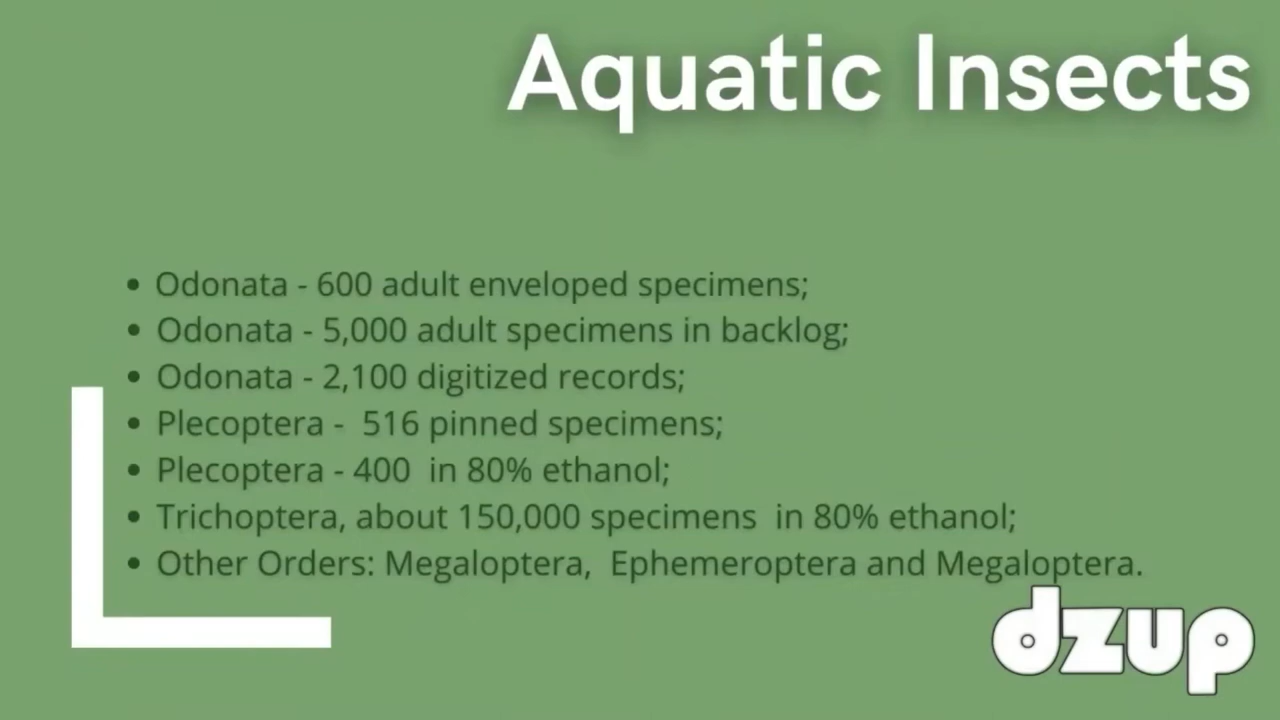 Aquatic Insects
• Odonata - 600 adult enveloped specimens;
• Odonata - 5,000 adult specimens in backlog;
• Odonata - 2,100 digitized records;
• Plecoptera -  516 pinned specimens;
• Plecoptera - 400  in 80% ethanol;
• Trichoptera, about 150,000 specimens  in 80% ethanol;
• Other Orders: Megaloptera,  Ephemeroptera and Megaloptera.
dzup